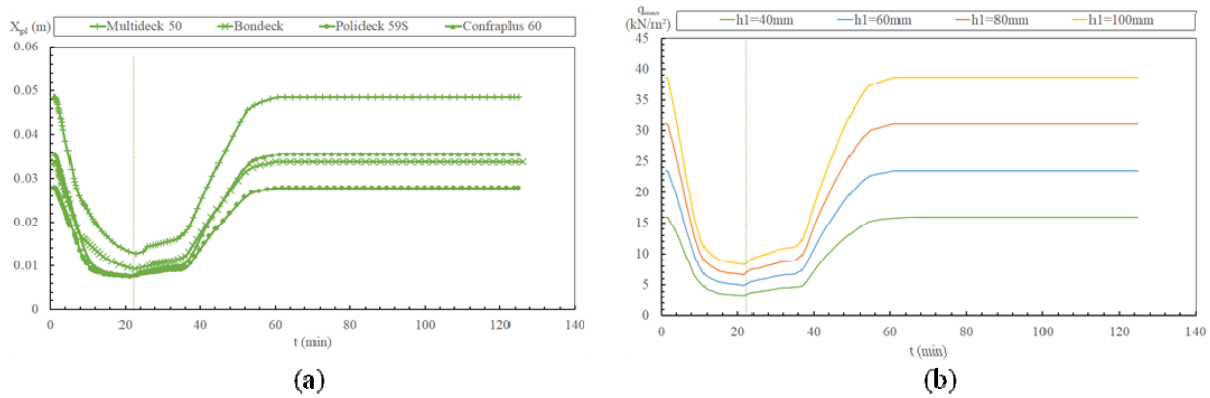 X_pl (m)
Multideck 50 Bondeck Polideck 59S Confraplus 60
0.06
0.05
0.04
0.03
0.02
0.01
0
0 20 40 60 80 100 120 140
t (min)
(a)
q_max
(kN/m²)
h1=40mm h1=60mm h1=80mm h1=100mm
45
40
35
30
25
20
15
10
5
0
0 20 40 60 80 100 120 140
t (min)
(b)